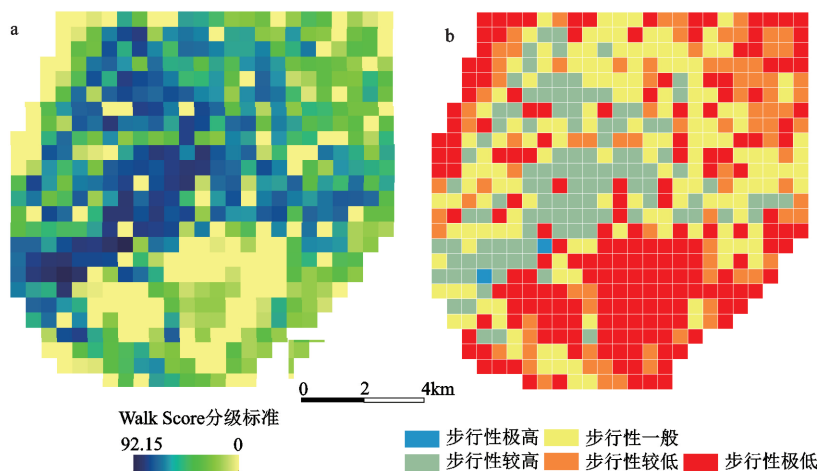 a
b
0 2 4km
Walk Score分级标准
92.15 0
步行性极高 步行性一般
步行性较高 步行性较低 步行性极低